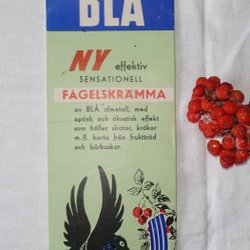 BLÅ
NY effektiv
SENSATIONELL
FÅGELSKRÄMMA
av BLÅ almetall, med
optisk och akustisk effekt
som håller skator, kråkor
m.fl. borta från fruktträd
och bärbuskar.